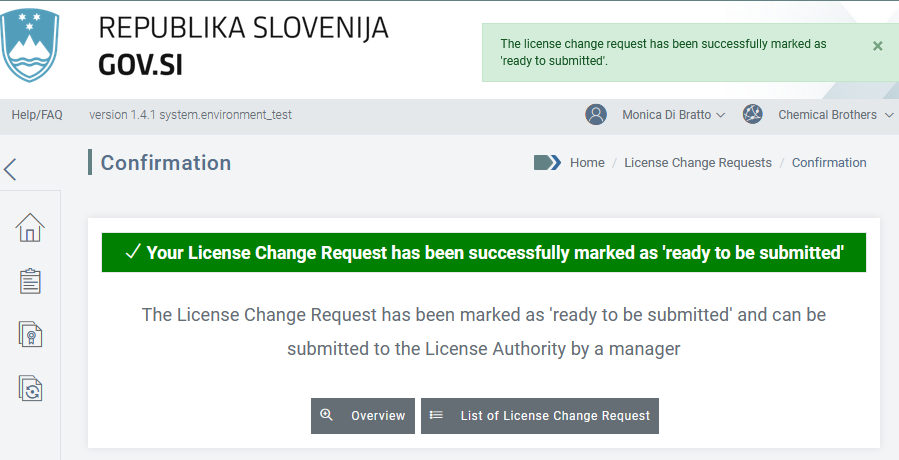 REPUBLIKA SLOVENIJA
GOV.SI
The license change request has been successfully marked as
'ready to submitted'.
×
Help/FAQ
version 1.4.1 system.environment_test
Monica Di Bratto
Chemical Brothers
Confirmation
Home / License Change Requests / Confirmation
Your License Change Request has been successfully marked as 'ready to be submitted'
The License Change Request has been marked as 'ready to be submitted' and can be
submitted to the License Authority by a manager
Overview
List of License Change Request